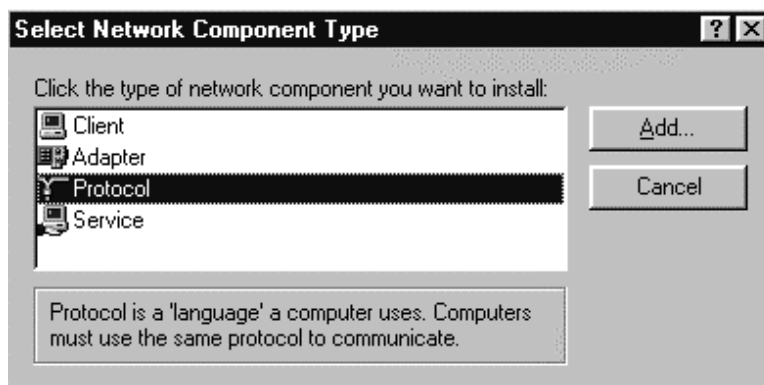 Select Network Component Type
Click the type of network component you want to install:
Client
Adapter
Protocol
Service
Add...
Cancel
Protocol is a 'language' a computer uses. Computers
must use the same protocol to communicate.